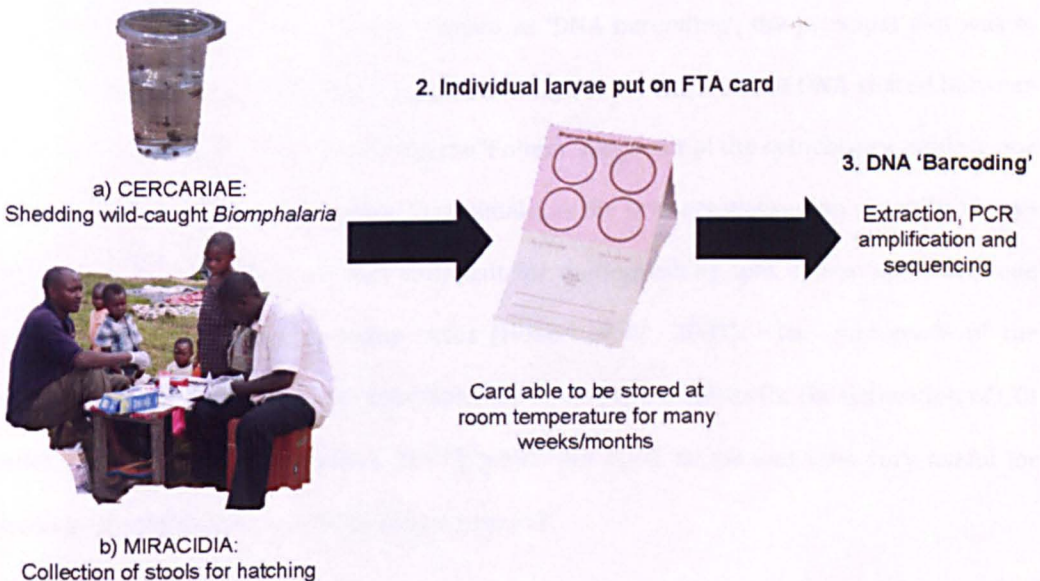 a) CERCARIAE:
Shedding wild-caught Biomphalaria
b) MIRACIDIA:
Collection of stools for hatching
2. Individual larvae put on FTA card
Card able to be stored at
room temperature for many
weeks/months
3. DNA 'Barcoding'
Extraction, PCR
amplification and
sequencing